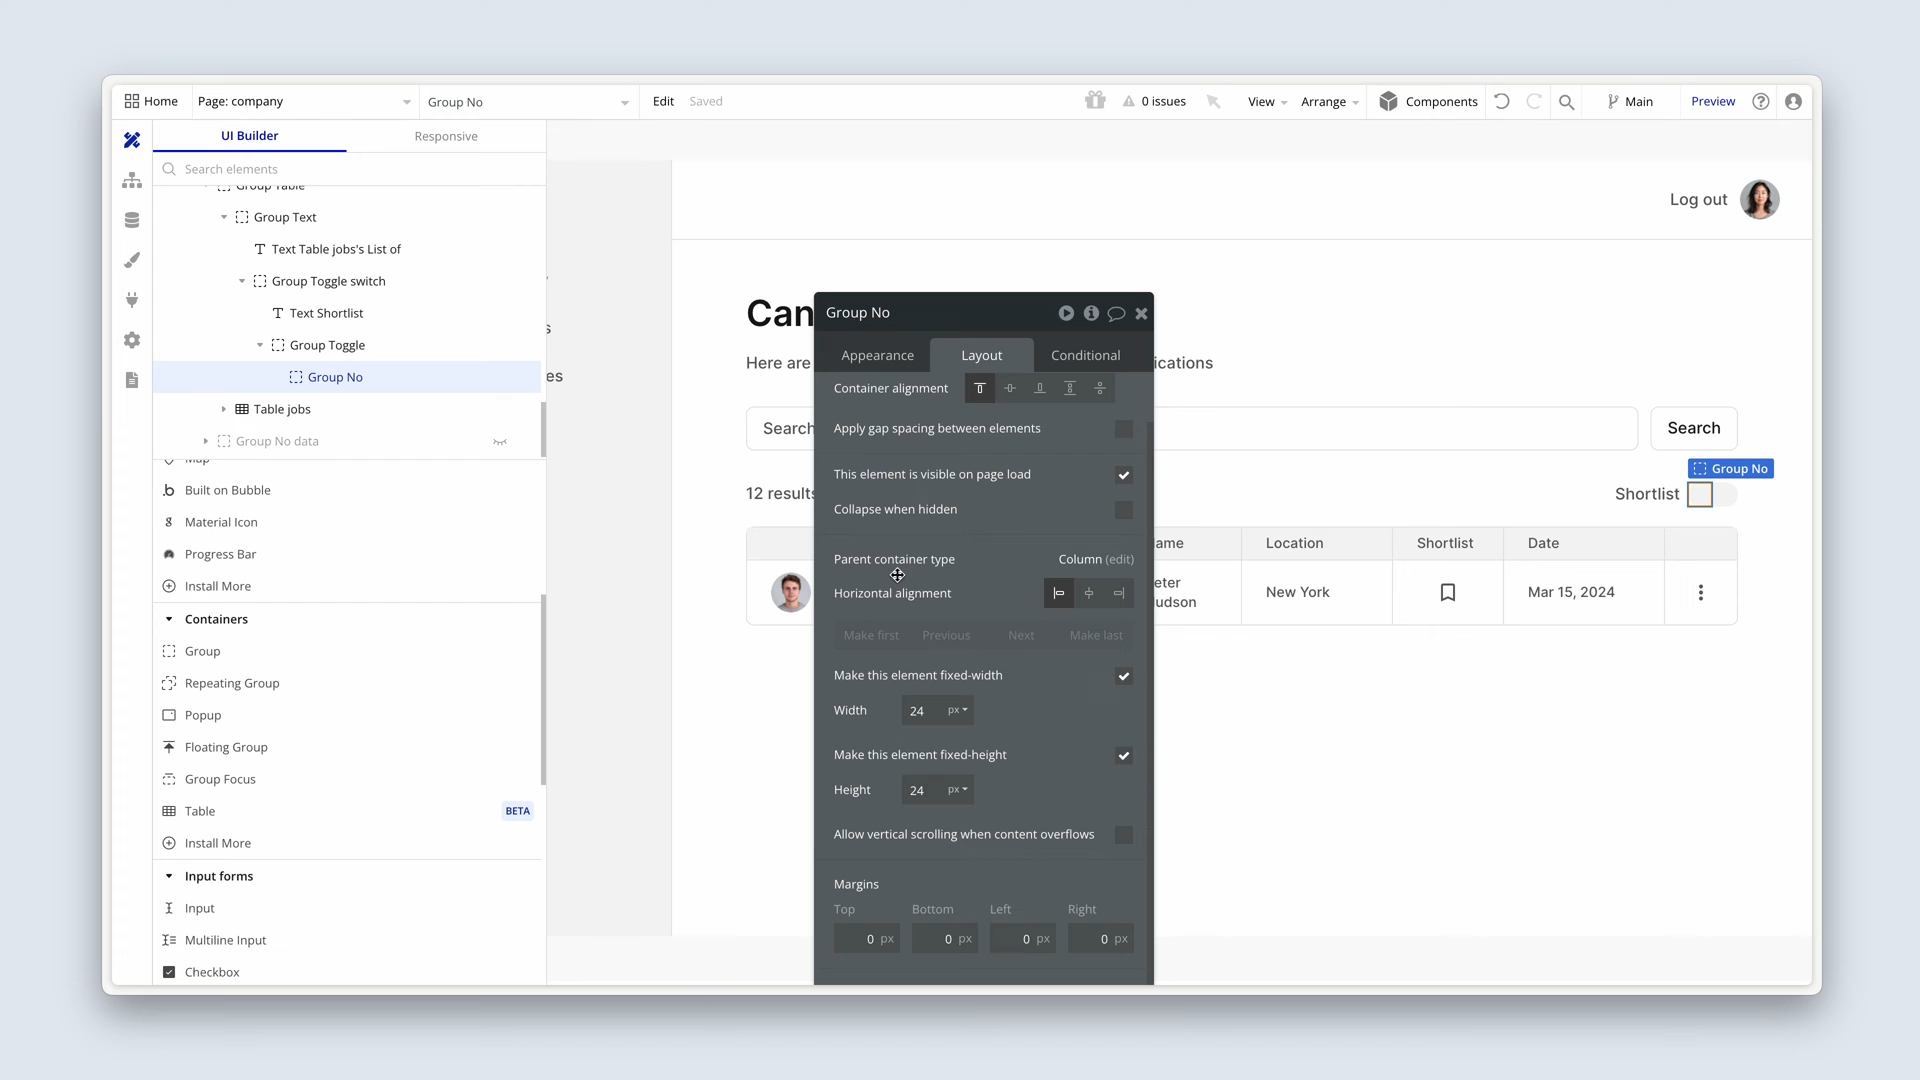 Home
Page: company
Group No
Edit
Saved
0 issues
View
Arrange
Components
Main
Preview
UI Builder
Responsive
Search elements
Group Table
Group Text
Text Table jobs's List of
Group Toggle switch
Text Shortlist
Group Toggle
Group No
Table jobs
Group No data
Map
Built on Bubble
Material Icon
Progress Bar
Install More
Containers
Group
Repeating Group
Popup
Floating Group
Group Focus
Table
BETA
Install More
Input forms
Input
Multiline Input
Checkbox
Log out
Can
Here are
ications
Search
Search
12 results
Group No
Shortlist
ame
Location
Shortlist
Date
eter
udson
New York
Mar 15, 2024
s
es
Group No
Appearance
Layout
Conditional
Container alignment
Apply gap spacing between elements
This element is visible on page load
Collapse when hidden
Parent container type
Column (edit)
Horizontal alignment
Make first
Previous
Next
Make last
Make this element fixed-width
Width
24
px
Make this element fixed-height
Height
24
px
Allow vertical scrolling when content overflows
Margins
Top
Bottom
Left
Right
0 px
0 px
0 px
0 px